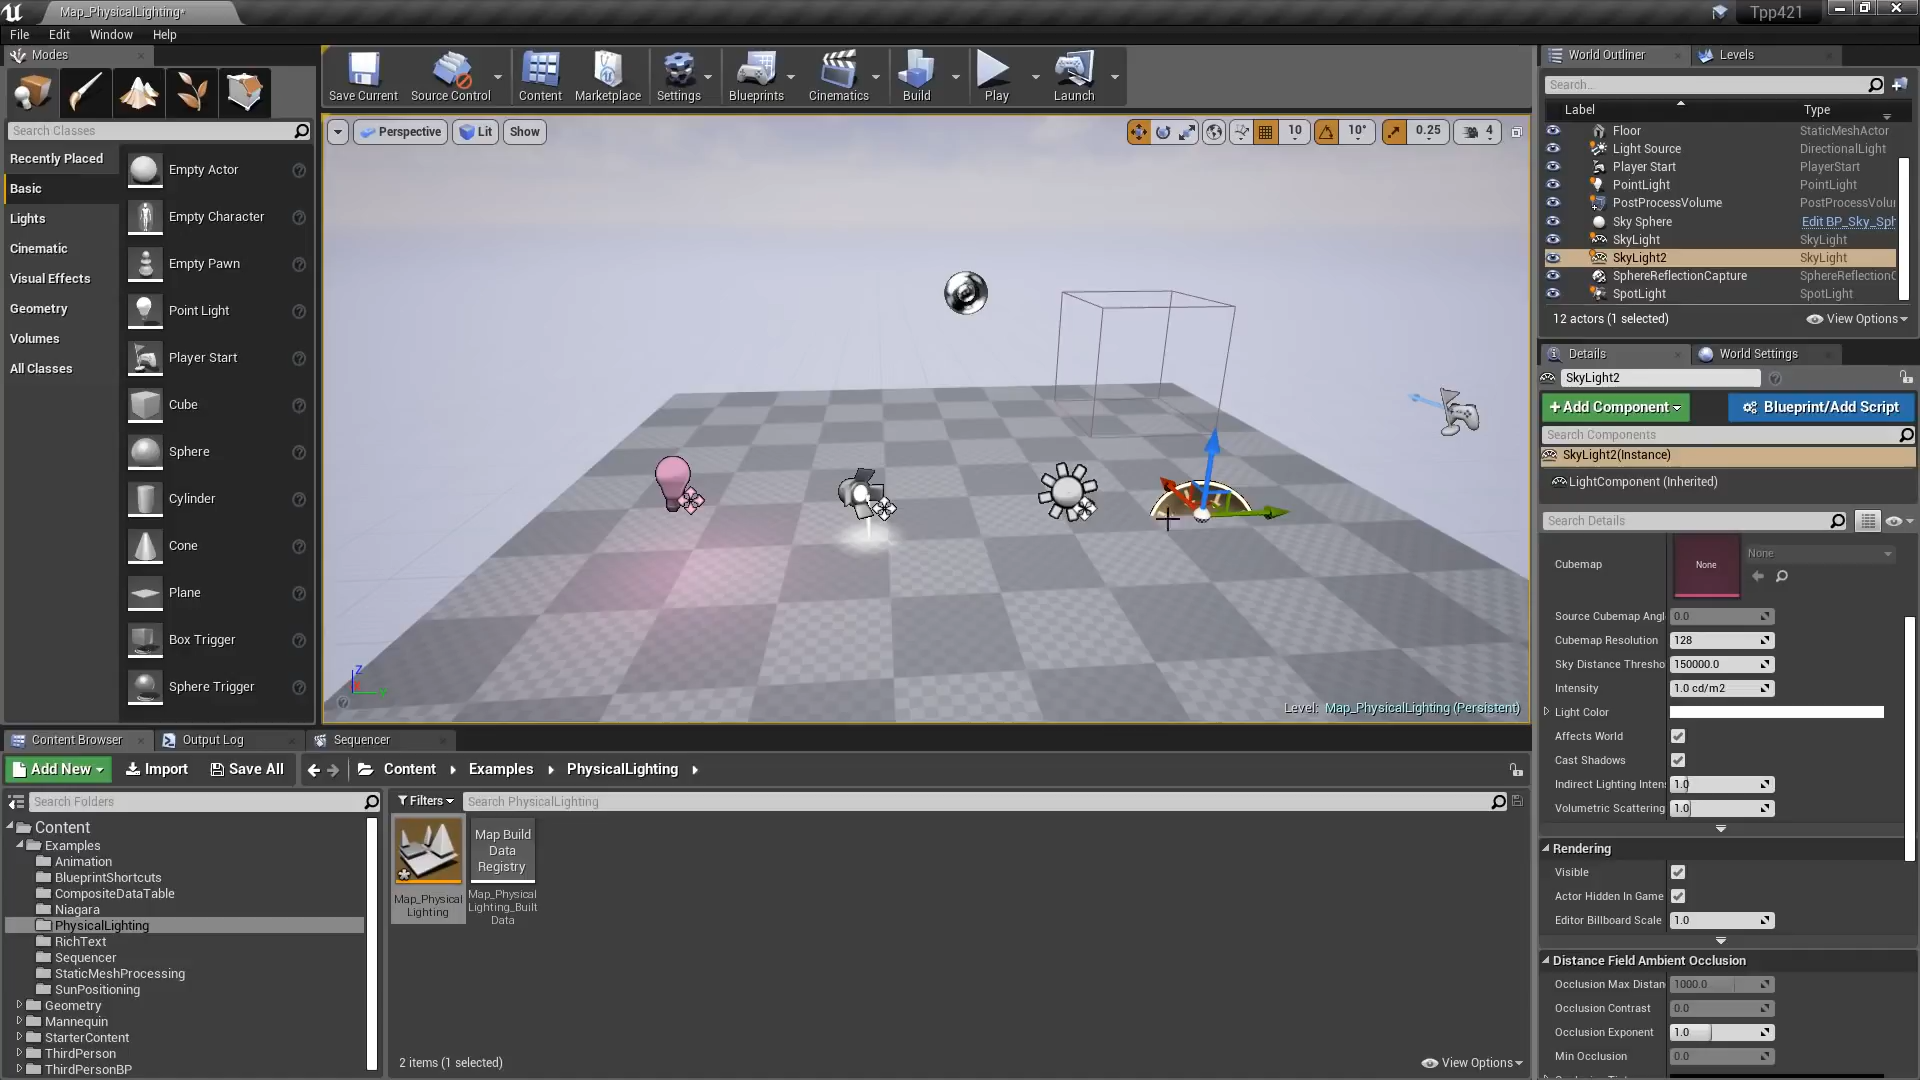 Map_PhysicalLighting*
Tpp421
File
Edit
Window
Help
Modes
Search Classes
Recently Placed
Basic
Lights
Cinematic
Visual Effects
Geometry
Volumes
All Classes
Empty Actor
Empty Character
Empty Pawn
Point Light
Player Start
Cube
Sphere
Cylinder
Cone
Plane
Box Trigger
Sphere Trigger
Save Current
Source Control
Content
Marketplace
Settings
Blueprints
Cinematics
Build
Play
Launch
Perspective
Lit
Show
10
10°
0.25
4
Z
Level: Map_PhysicalLighting (Persistent)
World Outliner
Levels
Search...
Label
Type
Floor
StaticMeshActor
Light Source
DirectionalLight
Player Start
PlayerStart
PointLight
PointLight
PostProcessVolume
PostProcessVolu
Sky Sphere
Edit BP_Sky_Sph
SkyLight
SkyLight
SkyLight2
SkyLight
SphereReflectionCapture
SphereReflectionC
SpotLight
SpotLight
12 actors (1 selected)
View Options
Details
World Settings
SkyLight2
+Add Component
Blueprint/Add Script
Search Components
SkyLight2(Instance)
LightComponent (Inherited)
Search Details
Cubemap
None
None
Source Cubemap Angl
0.0
Cubemap Resolution
128
Sky Distance Thresho
150000.0
Intensity
1.0 cd/m2
Light Color
Affects World
Cast Shadows
Indirect Lighting Inten
1.0
Volumetric Scattering
1.0
Rendering
Visible
Actor Hidden In Game
Editor Billboard Scale
1.0
Distance Field Ambient Occlusion
Occlusion Max Distan
1000.0
Occlusion Contrast
0.0
Occlusion Exponent
1.0
Min Occlusion
0.0
Content Browser
Output Log
Sequencer
Add New
Import
Save All
Content
Examples
PhysicalLighting
Search Folders
Filters
Search PhysicalLighting
Content
Examples
Animation
BlueprintShortcuts
CompositeDataTable
Niagara
PhysicalLighting
RichText
Sequencer
StaticMeshProcessing
SunPositioning
Geometry
Mannequin
StarterContent
ThirdPerson
ThirdPersonBP
Map_Physical
Lighting
Map Build
Data
Registry
Map_Physical
Lighting_Built
Data
2 items (1 selected)
View Options